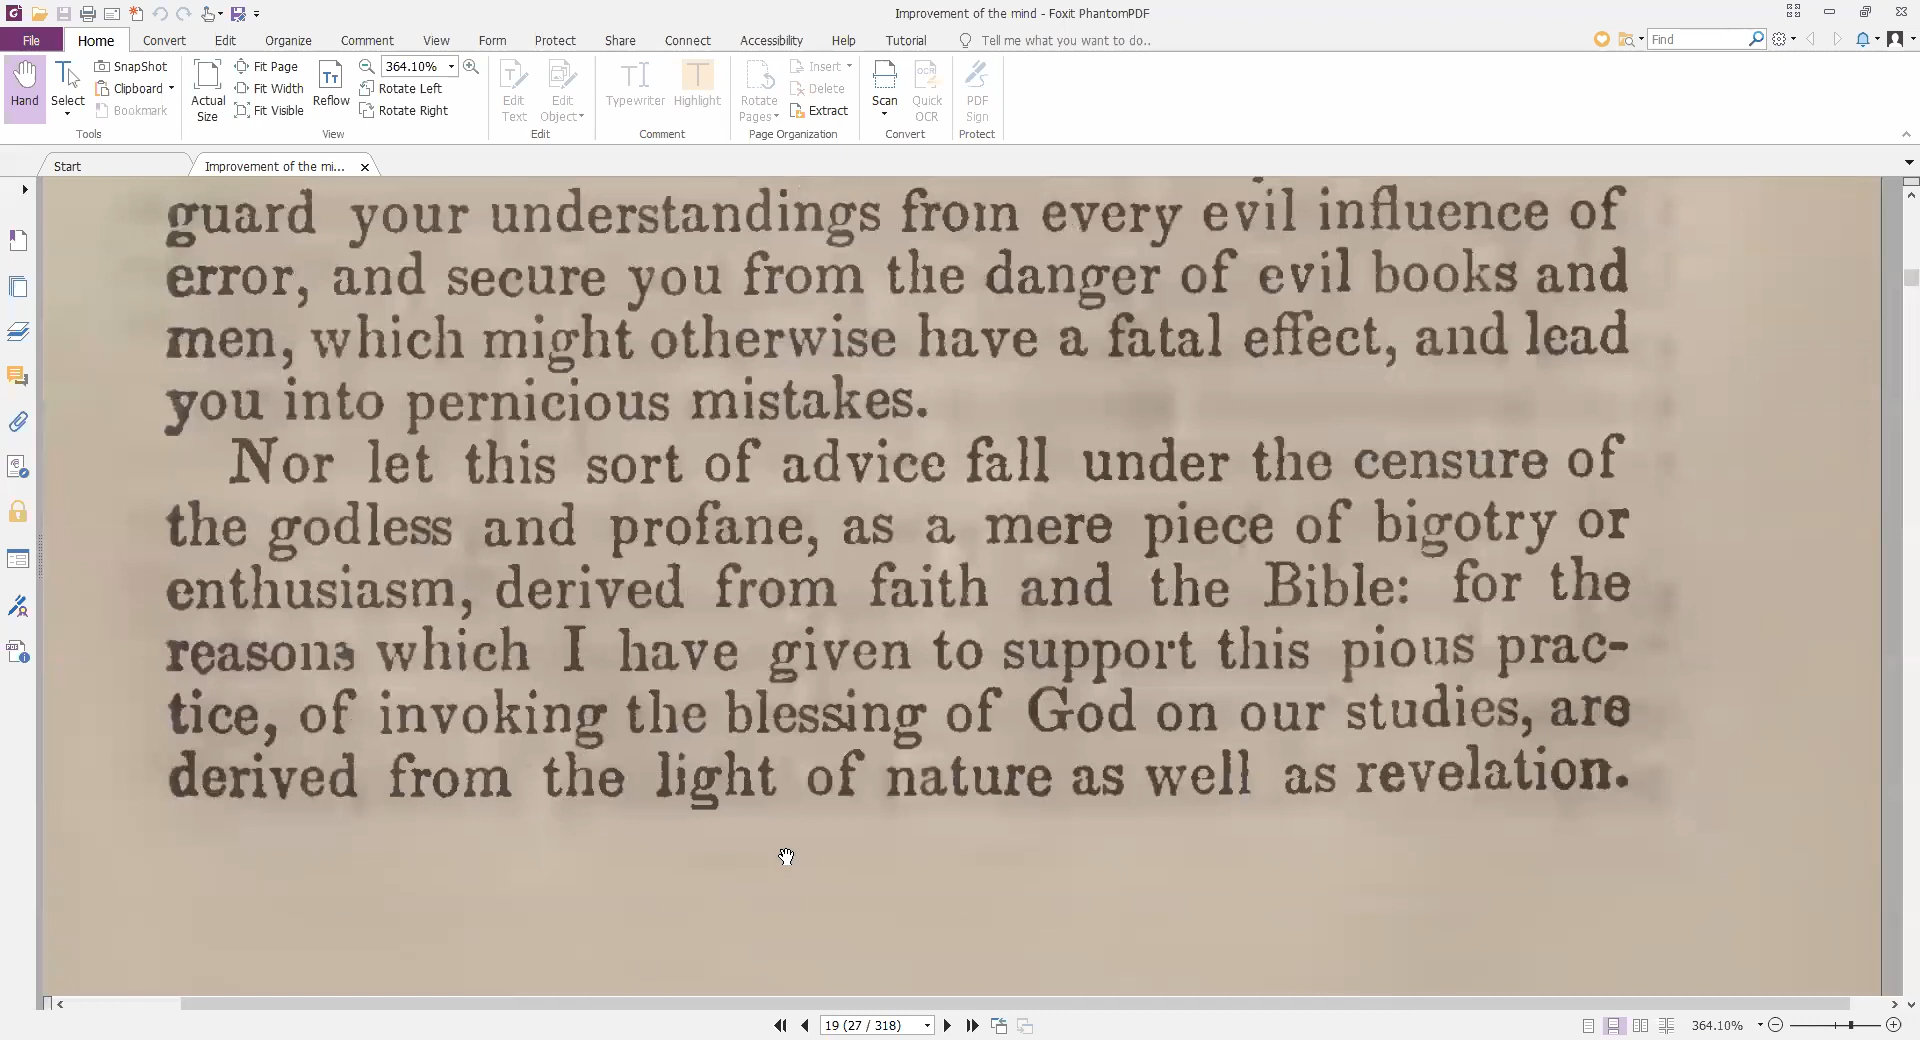 Improvement of the mind - Foxit PhantomPDF
File Home Convert Edit Organize Comment View Form Protect Share Connect Accessibility Help Tutorial Tell me what you want to do.. Find
Hand
Select
SnapShot
Clipboard
Bookmark
Tools
Actual Size
Fit Page
Fit Width
Fit Visible
Reflow
364.10%
Rotate Left
Rotate Right
View
Edit Text
Edit Object
Edit
Typewriter
Highlight
Comment
Rotate Pages
Insert
Delete
Extract
Page Organization
Scan
Quick OCR
Convert
PDF Sign
Protect
Start Improvement of the mi...
guard your understandings from every evil influence of
error, and secure you from the danger of evil books and
men, which might otherwise have a fatal effect, and lead
you into pernicious mistakes.
Nor let this sort of advice fall under the censure of
the godless and profane, as a mere piece of bigotry or
enthusiasm, derived from faith and the Bible: for the
reasons which I have given to support this pious prac-
tice, of invoking the blessing of God on our studies, are
derived from the light of nature as well as revelation.
19 (27 / 318) 364.10%